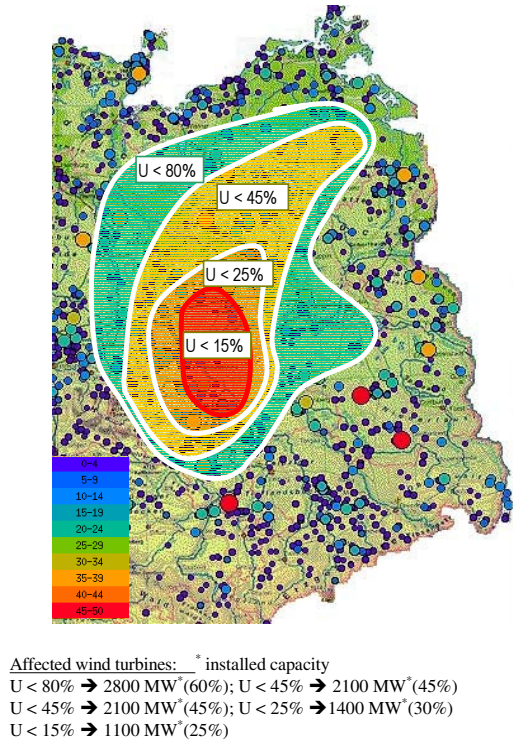 U < 80%
U < 45%
U < 25%
U < 15%
0-4
5-9
10-14
15-19
20-24
25-29
30-34
35-39
40-44
45-50
Affected wind turbines: * installed capacity
U < 80% ➔ 2800 MW*(60%); U < 45% ➔ 2100 MW*(45%)
U < 45% ➔ 2100 MW*(45%); U < 25% ➔1400 MW*(30%)
U < 15% ➔ 1100 MW*(25%)